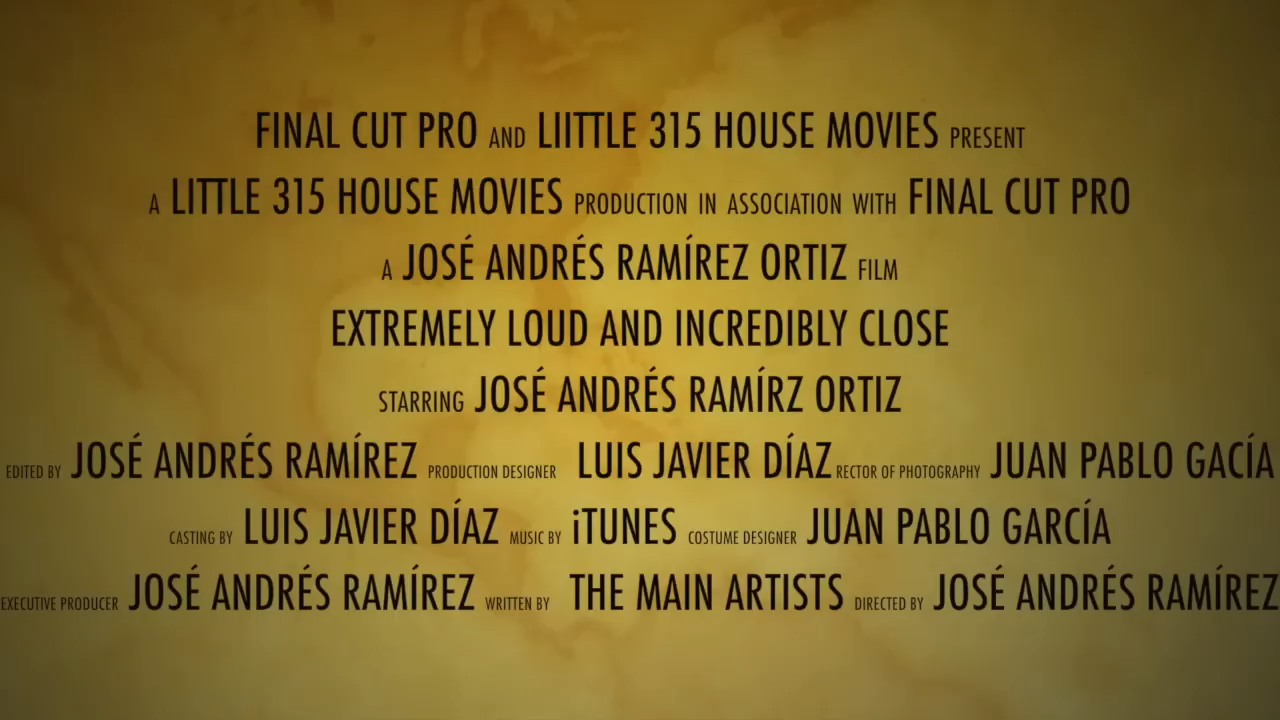 FINAL CUT PRO AND LIITTLE 315 HOUSE MOVIES PRESENT
A LITTLE 315 HOUSE MOVIES PRODUCTION IN ASSOCIATION WITH FINAL CUT PRO
A JOSÉ ANDRÉS RAMÍREZ ORTIZ FILM
EXTREMELY LOUD AND INCREDIBLY CLOSE
STARRING JOSÉ ANDRÉS RAMÍRZ ORTIZ
EDITED BY JOSÉ ANDRÉS RAMÍREZ PRODUCTION DESIGNER LUIS JAVIER DÍAZ RECTOR OF PHOTOGRAPHY JUAN PABLO GACÍA
CASTING BY LUIS JAVIER DÍAZ MUSIC BY iTUNES COSTUME DESIGNER JUAN PABLO GARCÍA
EXECUTIVE PRODUCER JOSÉ ANDRÉS RAMÍREZ WRITTEN BY THE MAIN ARTISTS DIRECTED BY JOSÉ ANDRÉS RAMÍREZ